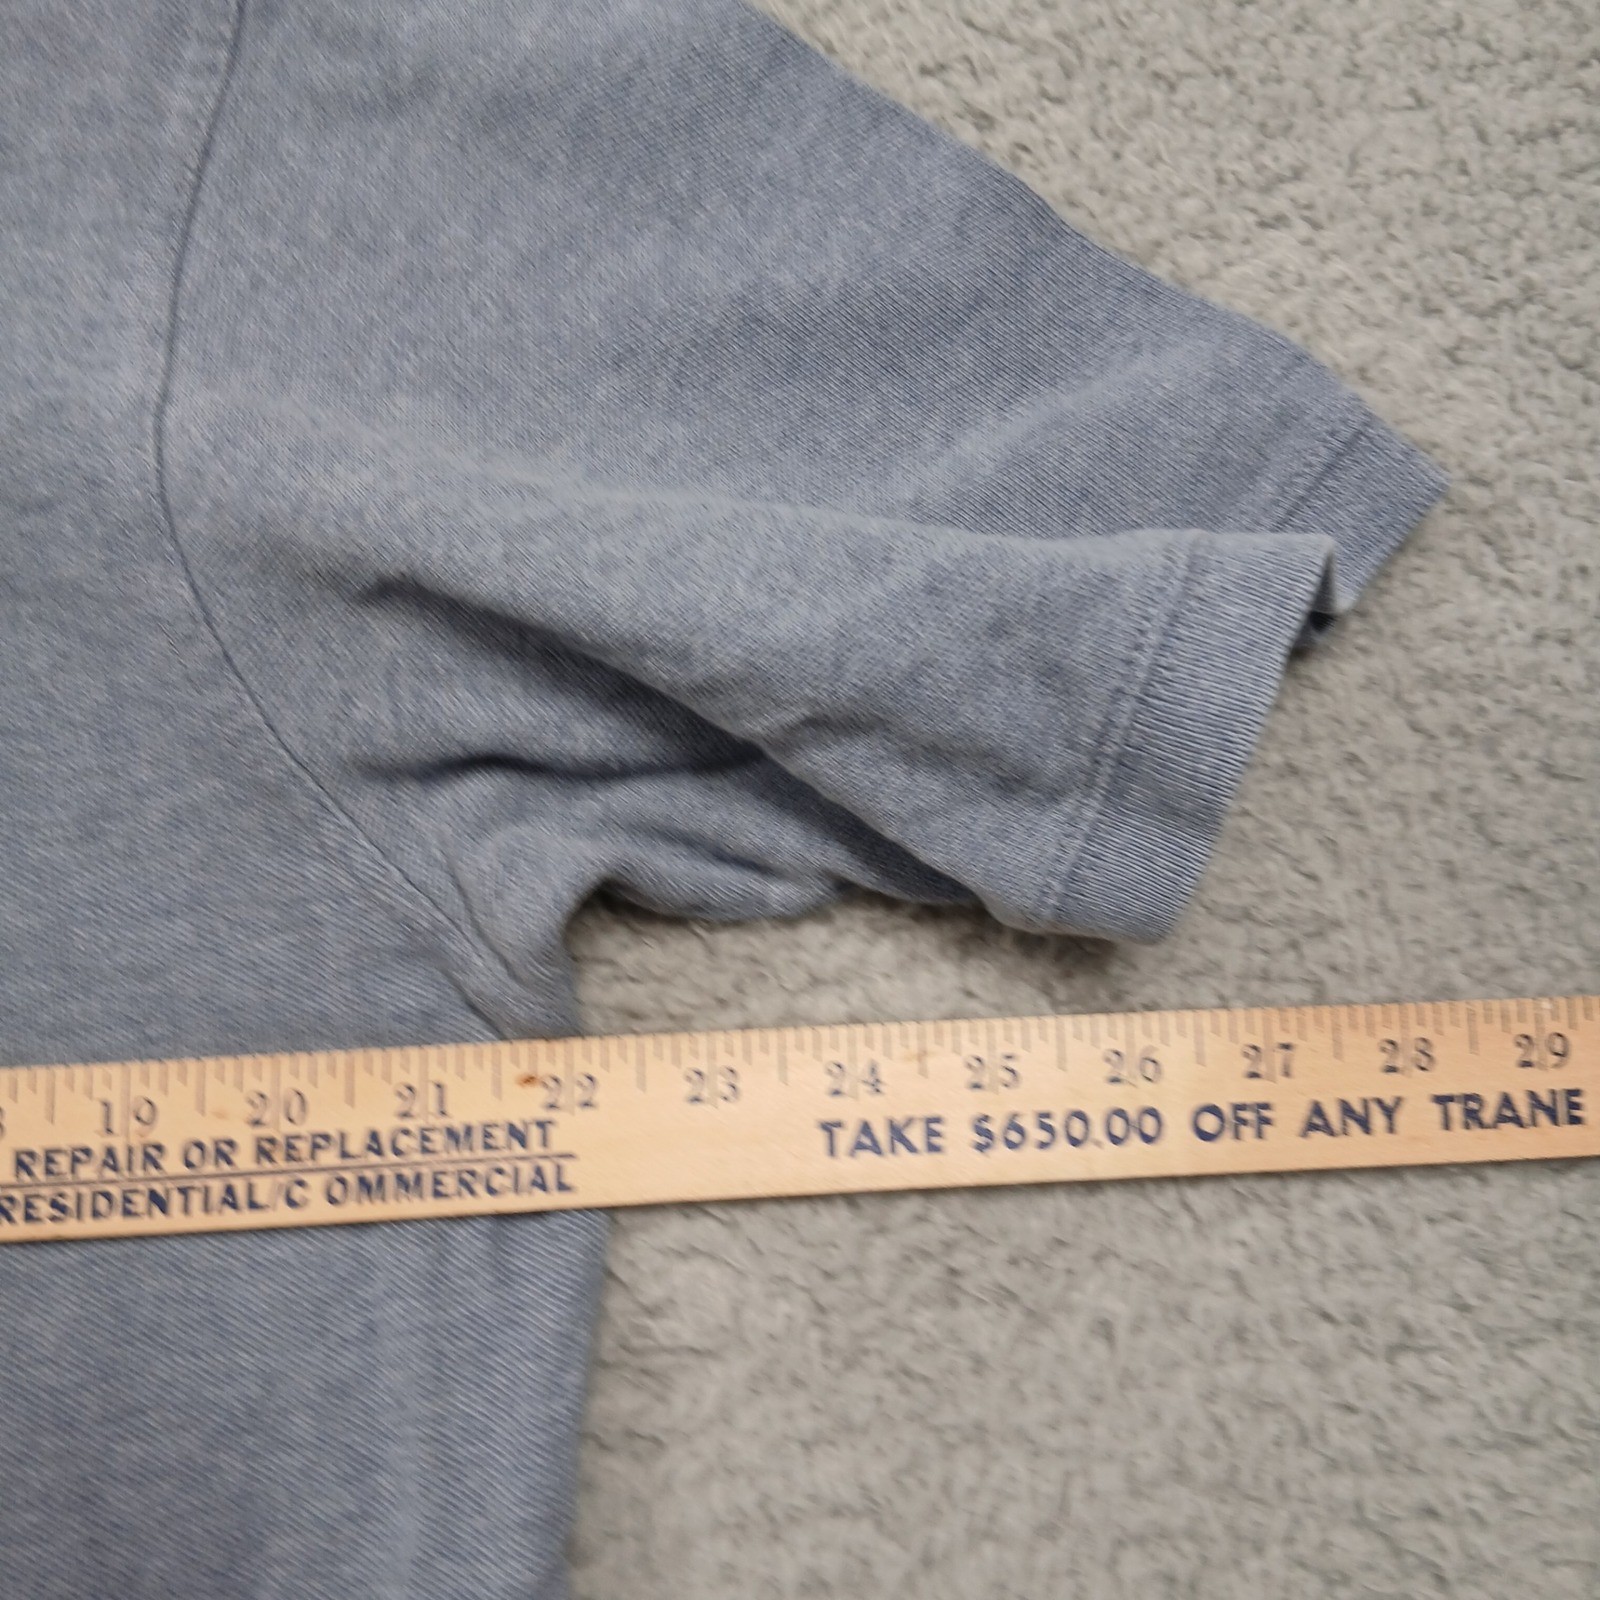 19 20 21 22 23 24 25 26 27 28 29
REPAIR OR REPLACEMENT
RESIDENTIAL/C OMMERCIAL
TAKE $650.00 OFF ANY TRANE